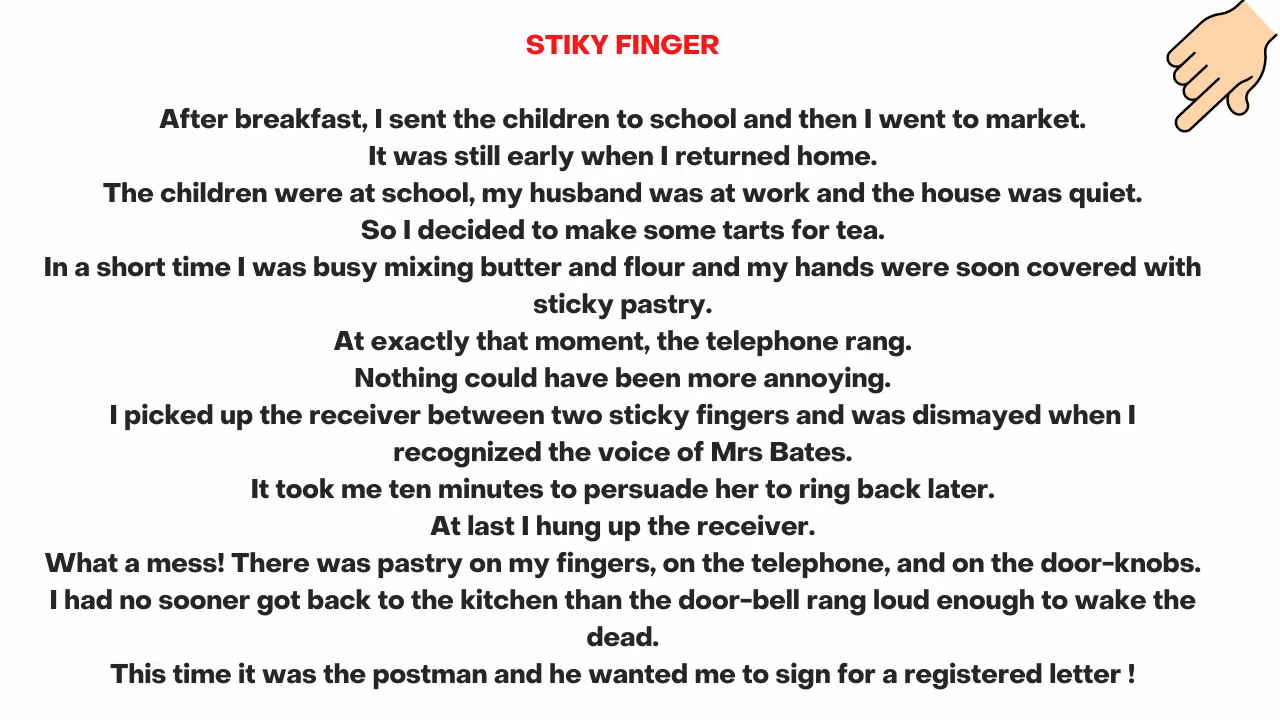 STIKY FINGER
After breakfast, I sent the children to school and then I went to market.
It was still early when I returned home.
The children were at school, my husband was at work and the house was quiet.
So I decided to make some tarts for tea.
In a short time I was busy mixing butter and flour and my hands were soon covered with
sticky pastry.
At exactly that moment, the telephone rang.
Nothing could have been more annoying.
I picked up the receiver between two sticky fingers and was dismayed when I
recognized the voice of Mrs Bates.
It took me ten minutes to persuade her to ring back later.
At last I hung up the receiver.
What a mess! There was pastry on my fingers, on the telephone, and on the door-knobs.
I had no sooner got back to the kitchen than the door-bell rang loud enough to wake the
dead.
This time it was the postman and he wanted me to sign for a registered letter !